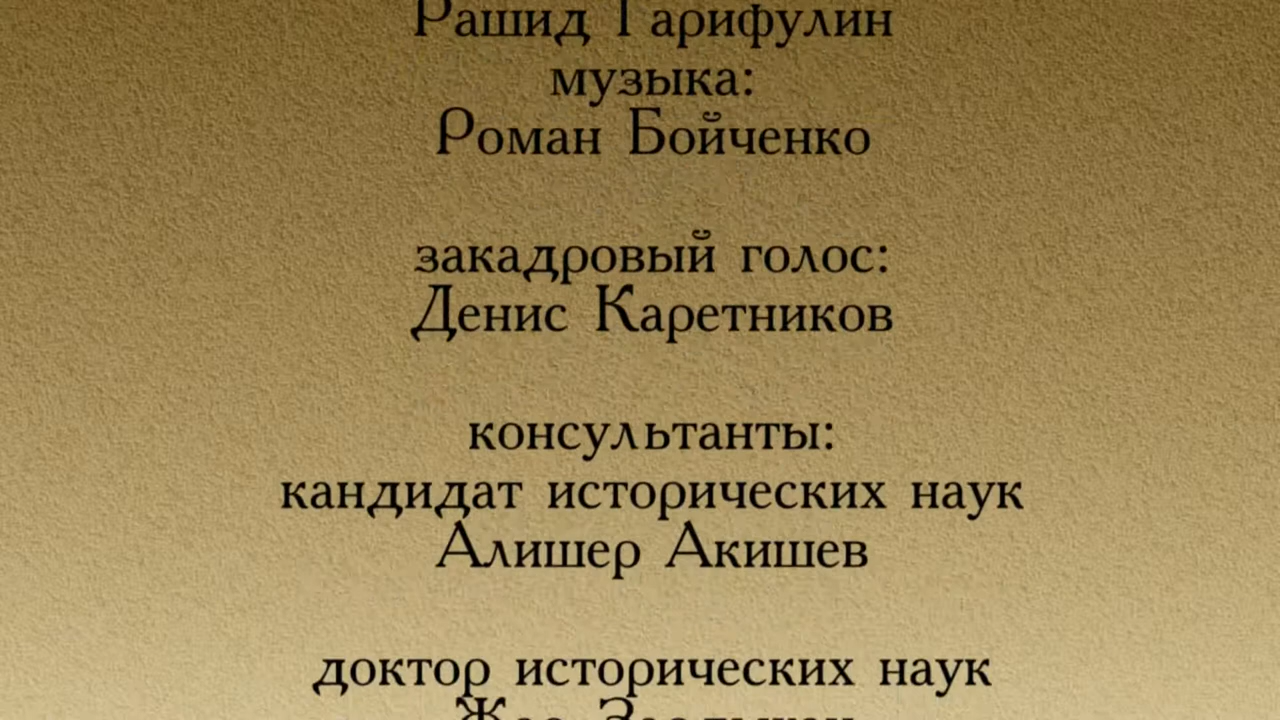 Рашид Гарифулин
музыка:
Роман Бойченко
закадровый голос:
Денис Каретников
консультанты:
кандидат исторических наук
Алишер Акишев
доктор исторических наук